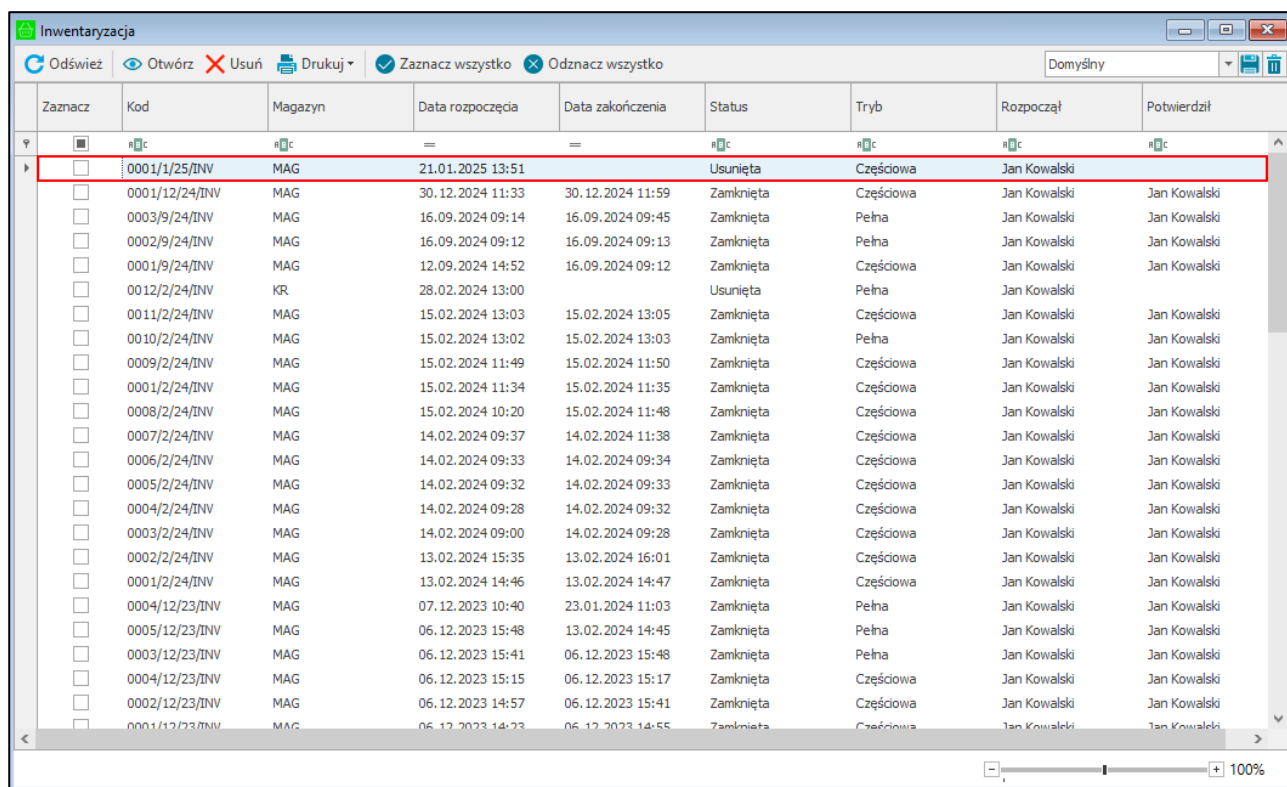 Inwentaryzacja
Odśwież Otwórz Usuń Drukuj Zaznacz wszystko Odznacz wszystko Domyślny
Zaznacz Kod Magazyn Data rozpoczęcia Data zakończenia Status Tryb Rozpoczął Potwierdził
= =
0001/1/25/INV MAG 21.01.2025 13:51 Usunięta Częściowa Jan Kowalski
0001/12/24/INV MAG 30.12.2024 11:33 30.12.2024 11:59 Zamknięta Częściowa Jan Kowalski Jan Kowalski
0003/9/24/INV MAG 16.09.2024 09:14 16.09.2024 09:45 Zamknięta Pełna Jan Kowalski Jan Kowalski
0002/9/24/INV MAG 16.09.2024 09:12 16.09.2024 09:13 Zamknięta Pełna Jan Kowalski Jan Kowalski
0001/9/24/INV MAG 12.09.2024 14:52 16.09.2024 09:12 Zamknięta Częściowa Jan Kowalski Jan Kowalski
0012/2/24/INV KR 28.02.2024 13:00 Usunięta Pełna Jan Kowalski
0011/2/24/INV MAG 15.02.2024 13:03 15.02.2024 13:05 Zamknięta Częściowa Jan Kowalski Jan Kowalski
0010/2/24/INV MAG 15.02.2024 13:02 15.02.2024 13:03 Zamknięta Pełna Jan Kowalski Jan Kowalski
0009/2/24/INV MAG 15.02.2024 11:49 15.02.2024 11:50 Zamknięta Częściowa Jan Kowalski Jan Kowalski
0001/2/24/INV MAG 15.02.2024 11:34 15.02.2024 11:35 Zamknięta Częściowa Jan Kowalski Jan Kowalski
0008/2/24/INV MAG 15.02.2024 10:20 15.02.2024 11:48 Zamknięta Częściowa Jan Kowalski Jan Kowalski
0007/2/24/INV MAG 14.02.2024 09:37 14.02.2024 11:38 Zamknięta Częściowa Jan Kowalski Jan Kowalski
0006/2/24/INV MAG 14.02.2024 09:33 14.02.2024 09:34 Zamknięta Częściowa Jan Kowalski Jan Kowalski
0005/2/24/INV MAG 14.02.2024 09:32 14.02.2024 09:33 Zamknięta Częściowa Jan Kowalski Jan Kowalski
0004/2/24/INV MAG 14.02.2024 09:28 14.02.2024 09:32 Zamknięta Częściowa Jan Kowalski Jan Kowalski
0003/2/24/INV MAG 14.02.2024 09:00 14.02.2024 09:28 Zamknięta Częściowa Jan Kowalski Jan Kowalski
0002/2/24/INV MAG 13.02.2024 15:35 13.02.2024 16:01 Zamknięta Częściowa Jan Kowalski Jan Kowalski
0001/2/24/INV MAG 13.02.2024 14:46 13.02.2024 14:47 Zamknięta Częściowa Jan Kowalski Jan Kowalski
0004/12/23/INV MAG 07.12.2023 10:40 23.01.2024 11:03 Zamknięta Pełna Jan Kowalski Jan Kowalski
0005/12/23/INV MAG 06.12.2023 15:48 13.02.2024 14:45 Zamknięta Pełna Jan Kowalski Jan Kowalski
0003/12/23/INV MAG 06.12.2023 15:41 06.12.2023 15:48 Zamknięta Pełna Jan Kowalski Jan Kowalski
0004/12/23/INV MAG 06.12.2023 15:15 06.12.2023 15:17 Zamknięta Częściowa Jan Kowalski Jan Kowalski
0002/12/23/INV MAG 06.12.2023 14:57 06.12.2023 15:41 Zamknięta Częściowa Jan Kowalski Jan Kowalski
0001/12/23/INV MAG 06.12.2023 14:23 06.12.2023 14:55 Zamknięta Częściowa Jan Kowalski Jan Kowalski
100%